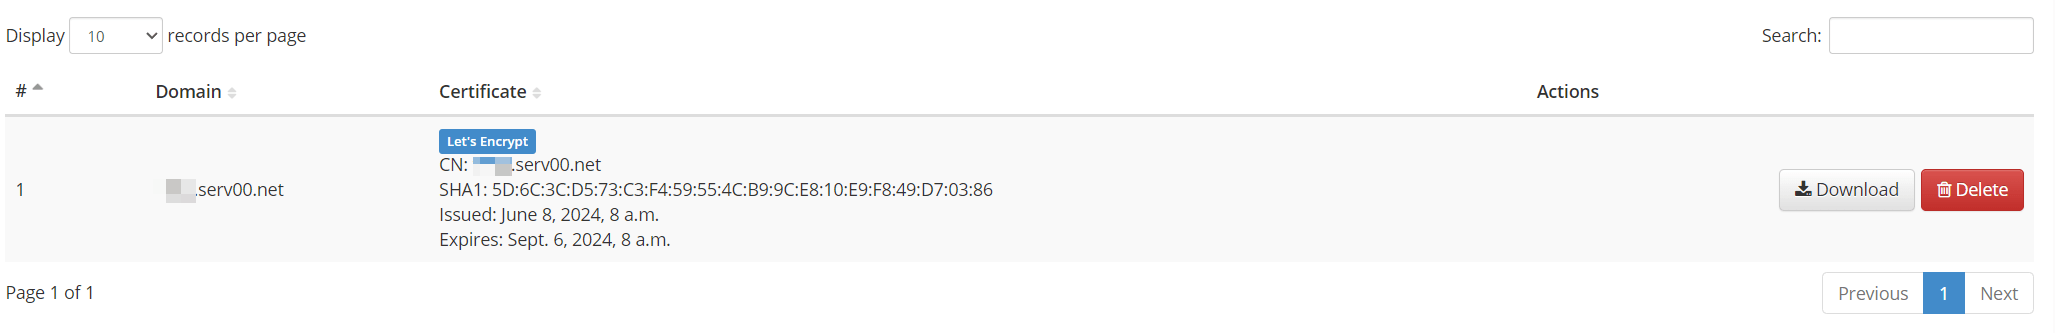 Display 10 records per page Search:
# Domain Certificate Actions
Let's Encrypt
CN: .serv00.net
1 .serv00.net SHA1: 5D:6C:3C:D5:73:C3:F4:59:55:4C:B9:9C:E8:10:E9:F8:49:D7:03:86 Download Delete
Issued: June 8, 2024, 8 a.m.
Expires: Sept. 6, 2024, 8 a.m.
Page 1 of 1 Previous 1 Next